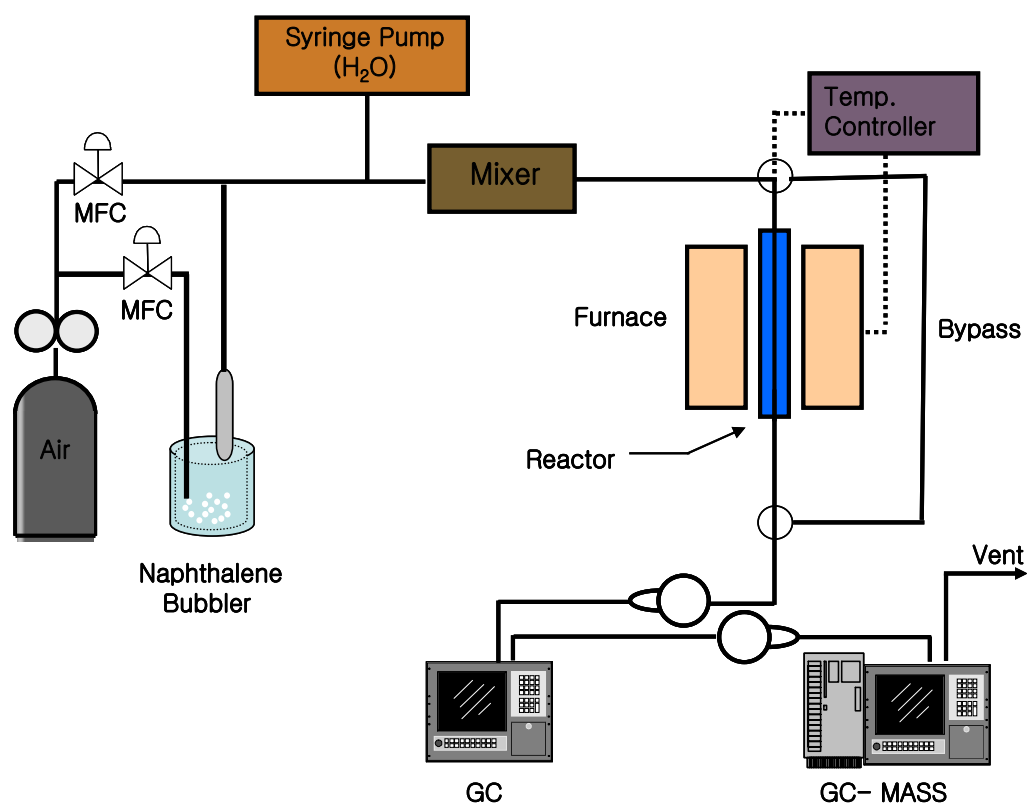 Syringe Pump
(H₂O)
Temp.
Controller
Mixer
MFC
MFC
Furnace
Bypass
Air
Reactor
Naphthalene
Bubbler
Vent
GC
GC- MASS